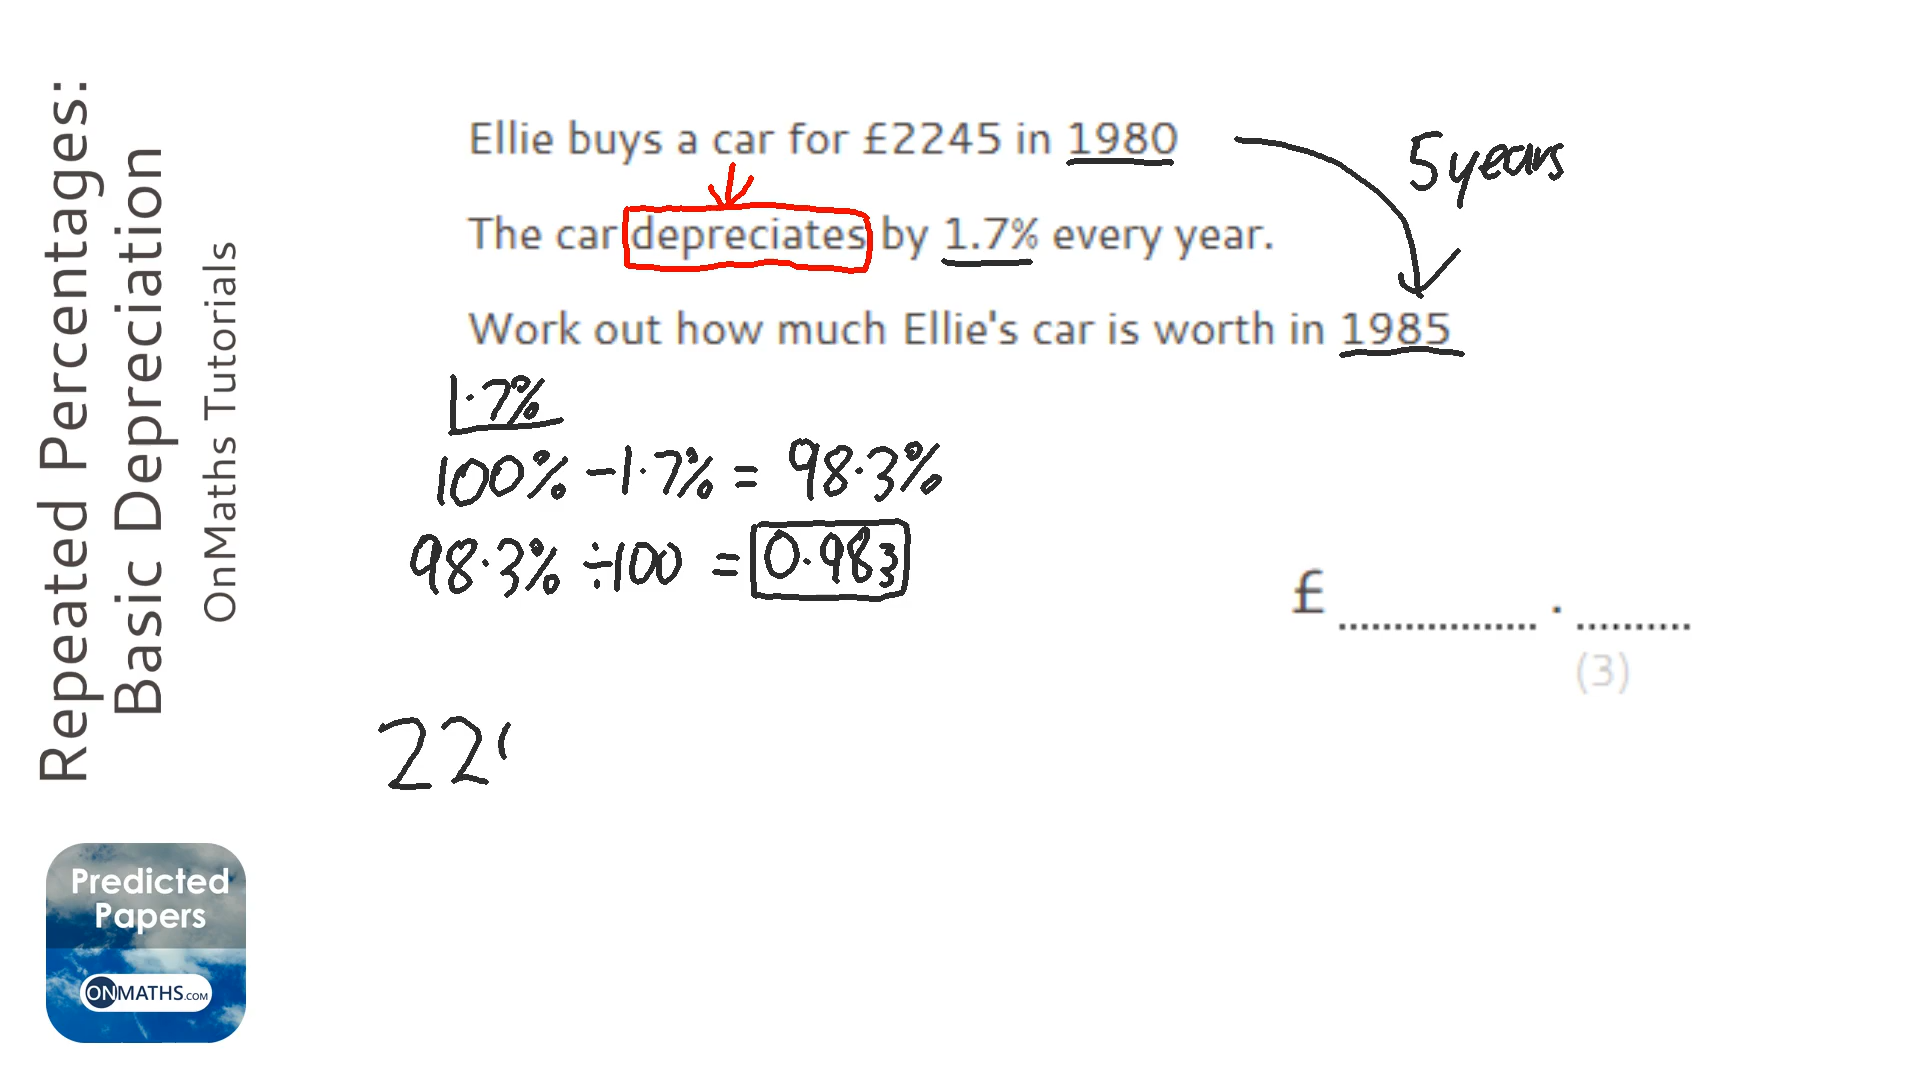 Repeated Percentages:
Basic Depreciation
OnMaths Tutorials
Ellie buys a car for £2245 in 1980
5 years
The car depreciates by 1.7% every year.
Work out how much Ellie's car is worth in 1985
1.7%
100% - 1.7% = 98.3%
98.3% ÷ 100 = 0.983
£ .................. . ...........
(3)
22
Predicted
Papers
ONMATHS.COM